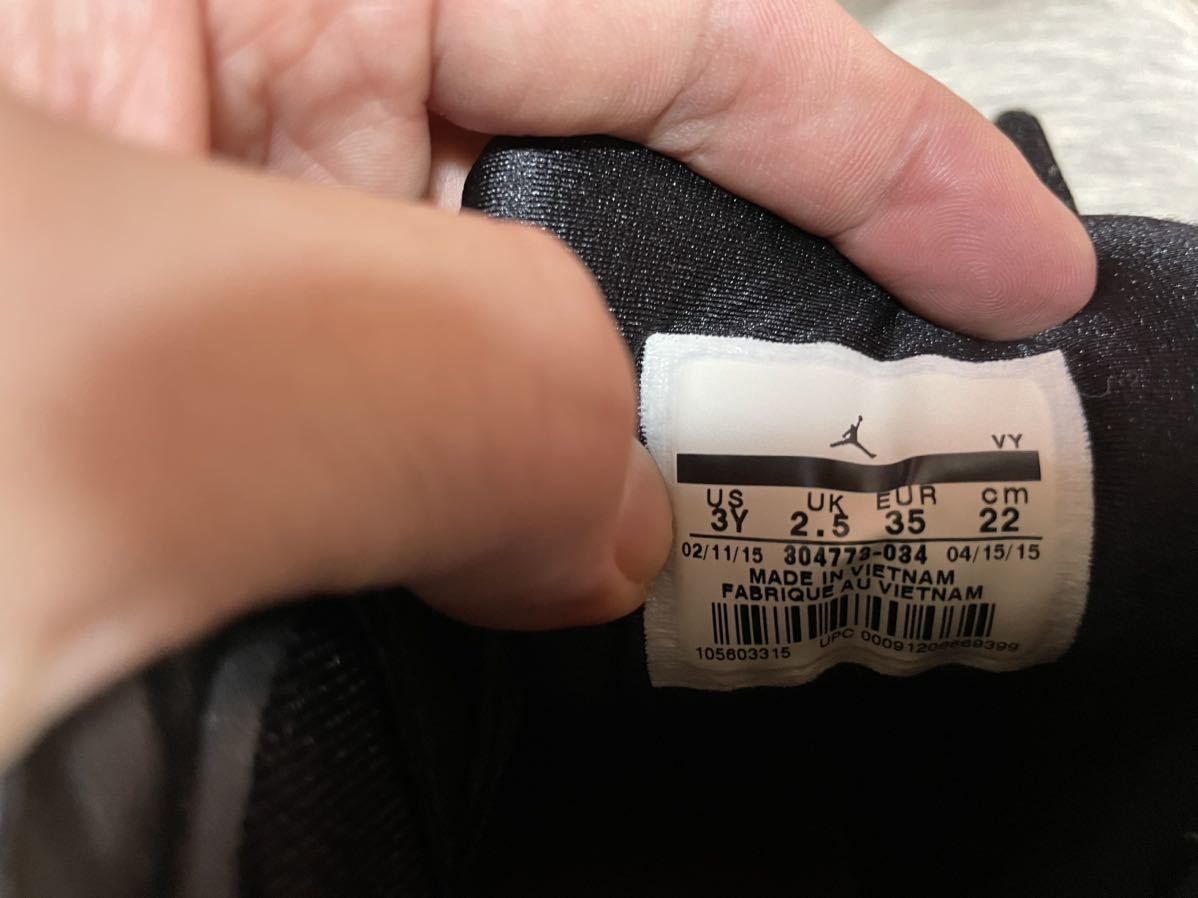 VY
US UK EUR cm
3Y 2.5 35 22
02/11/15 304773-034 04/15/15
MADE IN VIETNAM
FABRIQUE AU VIETNAM
105603315 UPC